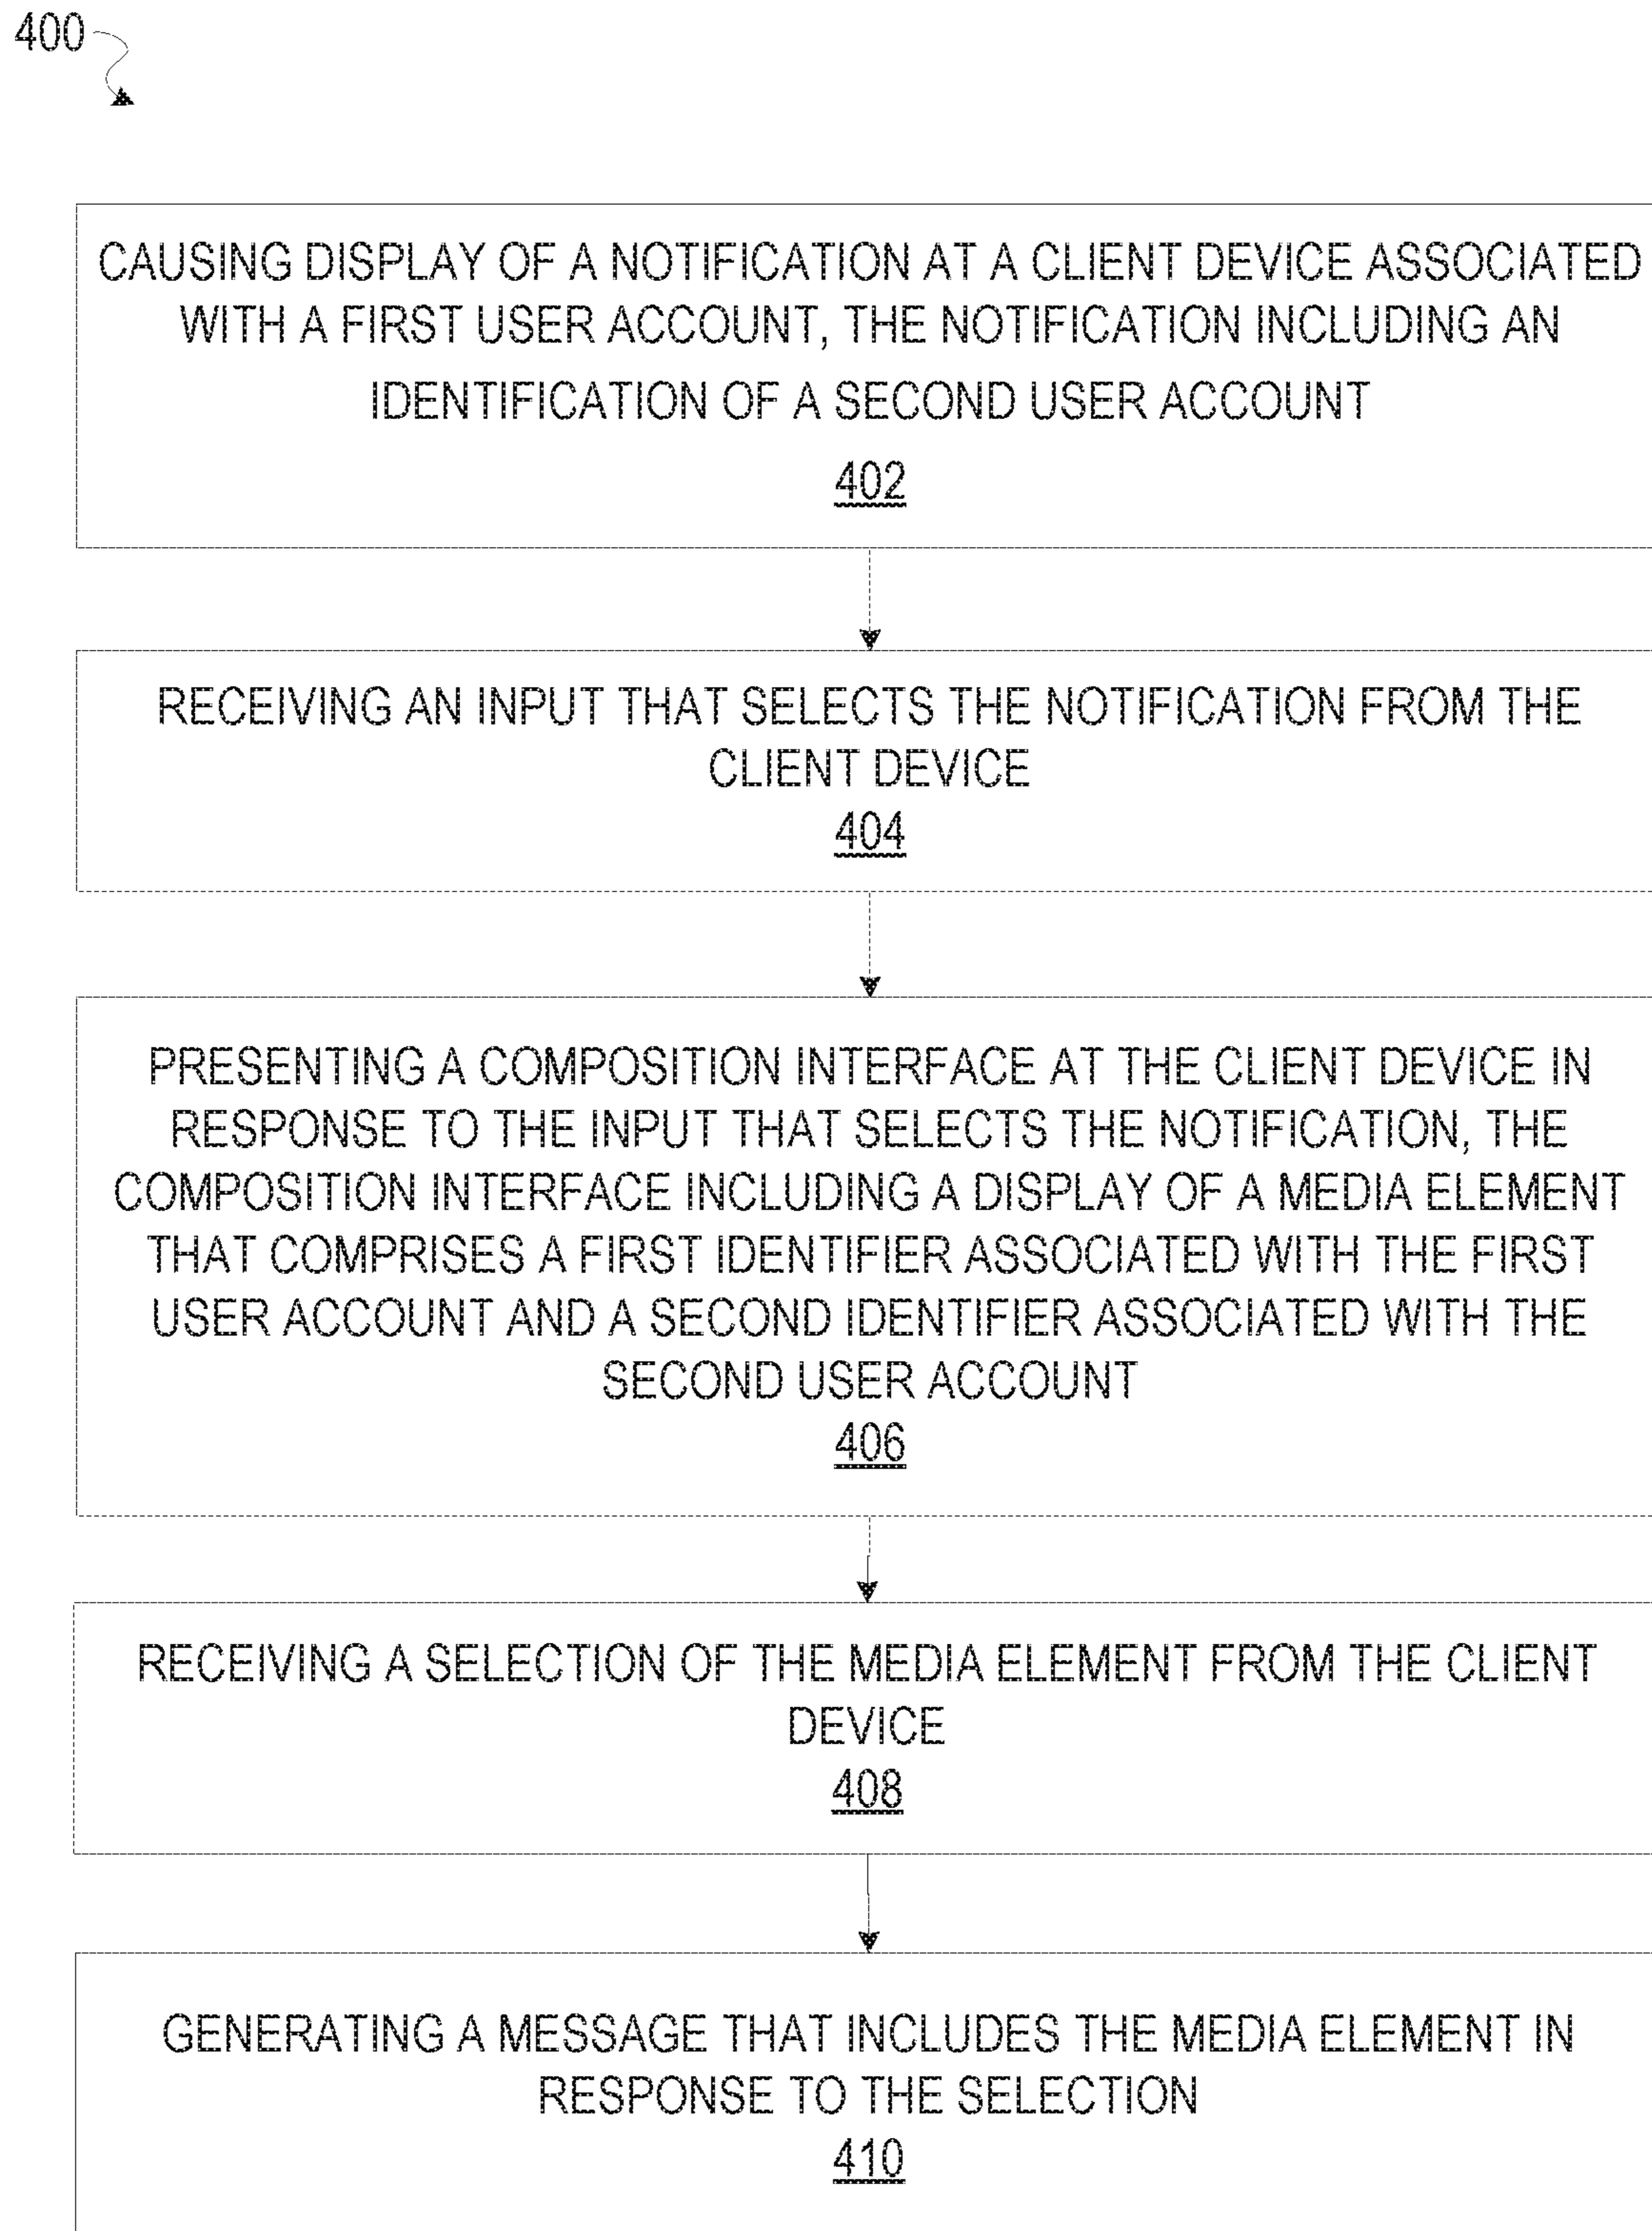 400
CAUSING DISPLAY OF A NOTIFICATION AT A CLIENT DEVICE ASSOCIATED
WITH A FIRST USER ACCOUNT, THE NOTIFICATION INCLUDING AN
IDENTIFICATION OF A SECOND USER ACCOUNT
402
RECEIVING AN INPUT THAT SELECTS THE NOTIFICATION FROM THE
CLIENT DEVICE
404
PRESENTING A COMPOSITION INTERFACE AT THE CLIENT DEVICE IN
RESPONSE TO THE INPUT THAT SELECTS THE NOTIFICATION, THE
COMPOSITION INTERFACE INCLUDING A DISPLAY OF A MEDIA ELEMENT
THAT COMPRISES A FIRST IDENTIFIER ASSOCIATED WITH THE FIRST
USER ACCOUNT AND A SECOND IDENTIFIER ASSOCIATED WITH THE
SECOND USER ACCOUNT
406
RECEIVING A SELECTION OF THE MEDIA ELEMENT FROM THE CLIENT
DEVICE
408
GENERATING A MESSAGE THAT INCLUDES THE MEDIA ELEMENT IN
RESPONSE TO THE SELECTION
410